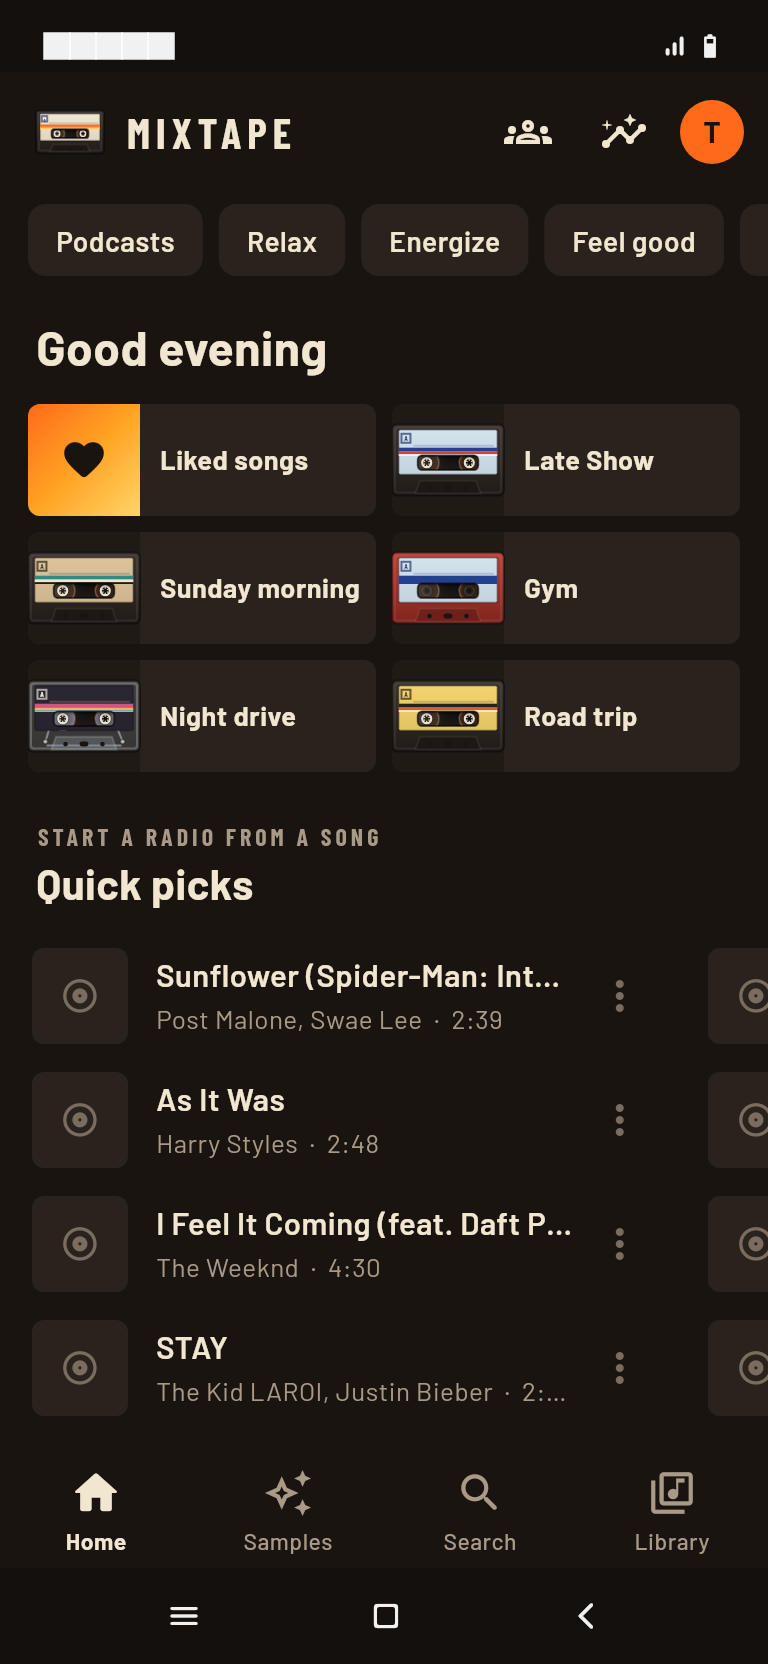 MIXTAPE
T
Podcasts
Relax
Energize
Feel good
Good evening
Liked songs
Late Show
Sunday morning
Gym
Night drive
Road trip
START A RADIO FROM A SONG
Quick picks
Sunflower (Spider-Man: Int...
Post Malone, Swae Lee · 2:39
As It Was
Harry Styles · 2:48
I Feel It Coming (feat. Daft P...
The Weeknd · 4:30
STAY
The Kid LAROI, Justin Bieber · 2:...
Home
Samples
Search
Library